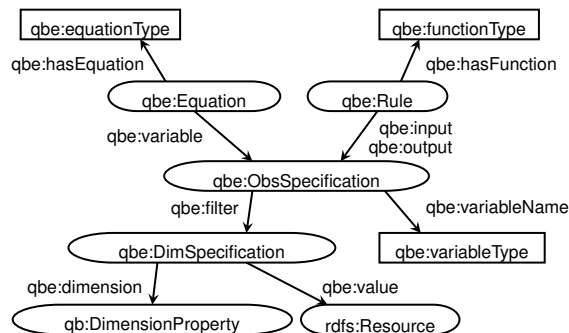 qbe:equationType
qbe:functionType
qbe:hasEquation
qbe:hasFunction
qbe:Equation
qbe:Rule
qbe:variable
qbe:input
qbe:output
qbe:ObsSpecification
qbe:filter
qbe:variableName
qbe:DimSpecification
qbe:variableType
qbe:dimension
qbe:value
qb:DimensionProperty
rdfs:Resource